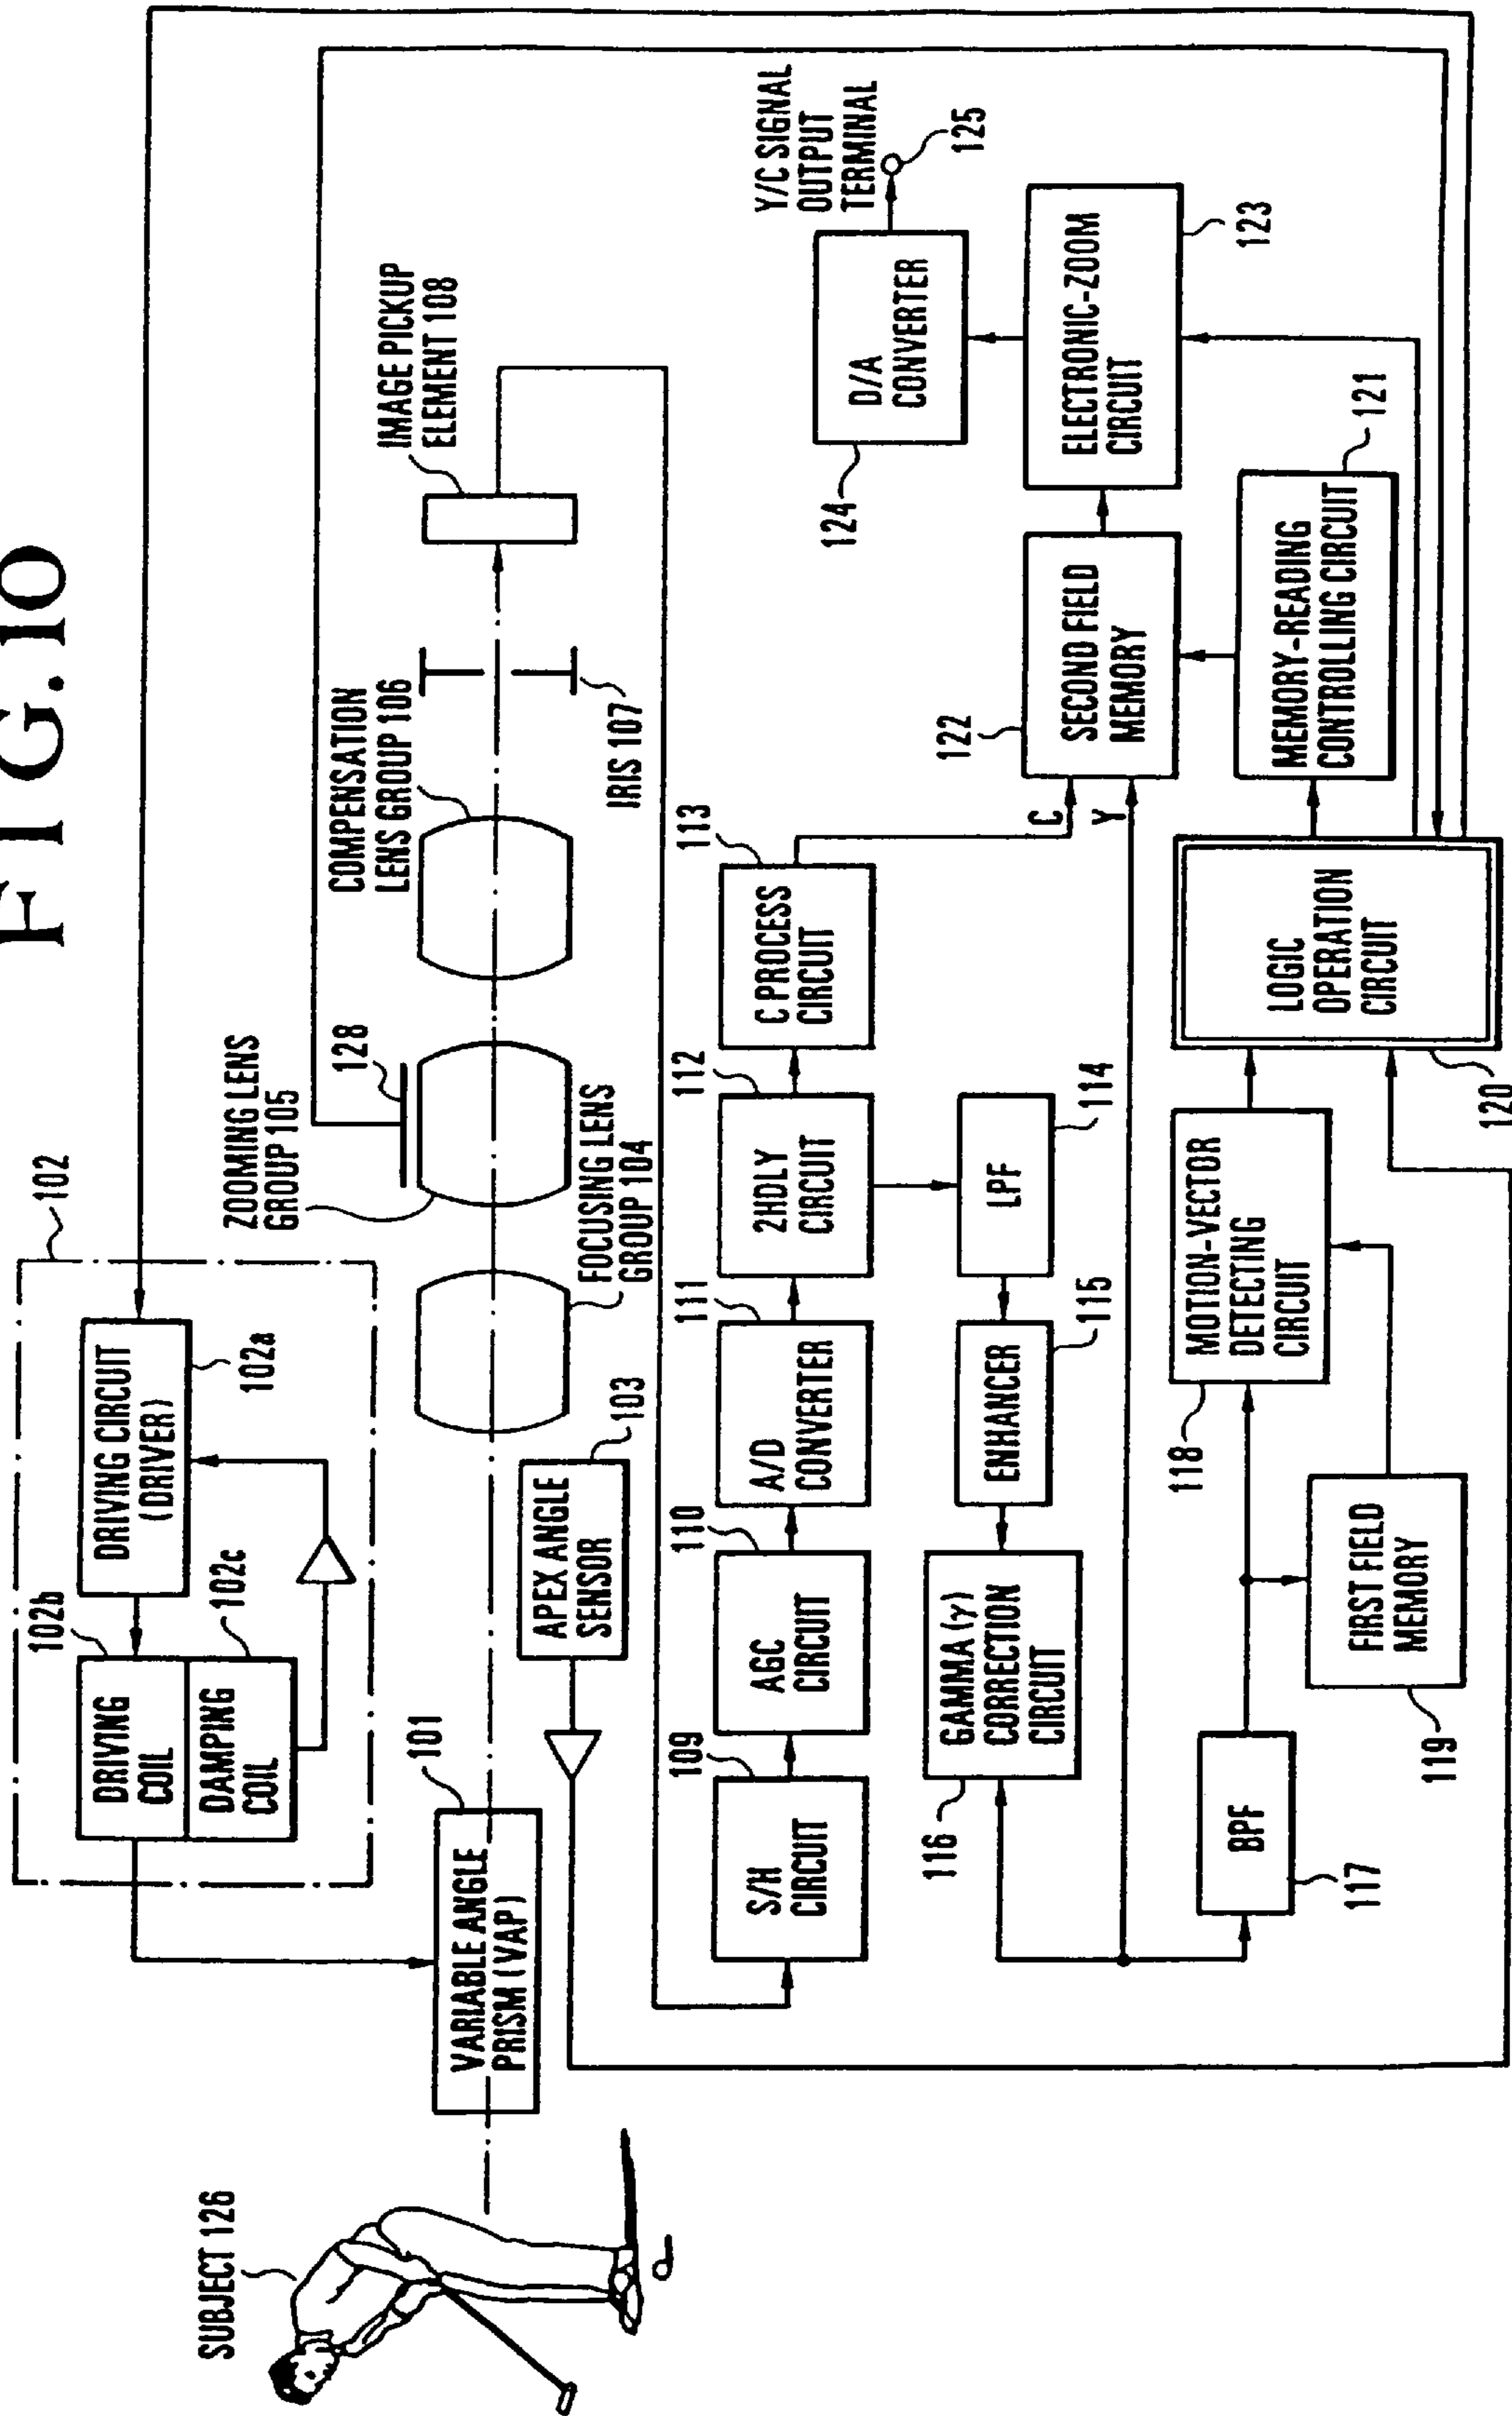 FIG.10
102
102b
DRIVING
COIL
DAMPING
COIL
102c
DRIVING CIRCUIT
(DRIVER)
102a
SUBJECT 126
VARIABLE ANGLE
PRISM (VAP)
101
APEX ANGLE
SENSOR
103
FOCUSING LENS
GROUP 104
ZOOMING LENS
GROUP 105
128
COMPENSATION
LENS GROUP 106
IRIS 107
IMAGE PICKUP
ELEMENT 108
109
S/H
CIRCUIT
110
AGC
CIRCUIT
111
A/D
CONVERTER
112
2HDLY
CIRCUIT
113
C PROCESS
CIRCUIT
LPF
114
ENHANCER
115
GAMMA (γ)
CORRECTION
CIRCUIT
116
C
Y
122
SECOND FIELD
MEMORY
124
D/A
CONVERTER
Y/C SIGNAL
OUTPUT
TERMINAL
125
ELECTRONIC-ZOOM
CIRCUIT
123
BPF
117
FIRST FIELD
MEMORY
119
118
MOTION-VECTOR
DETECTING
CIRCUIT
LOGIC
OPERATION
CIRCUIT
120
MEMORY-READING
CONTROLLING CIRCUIT
121